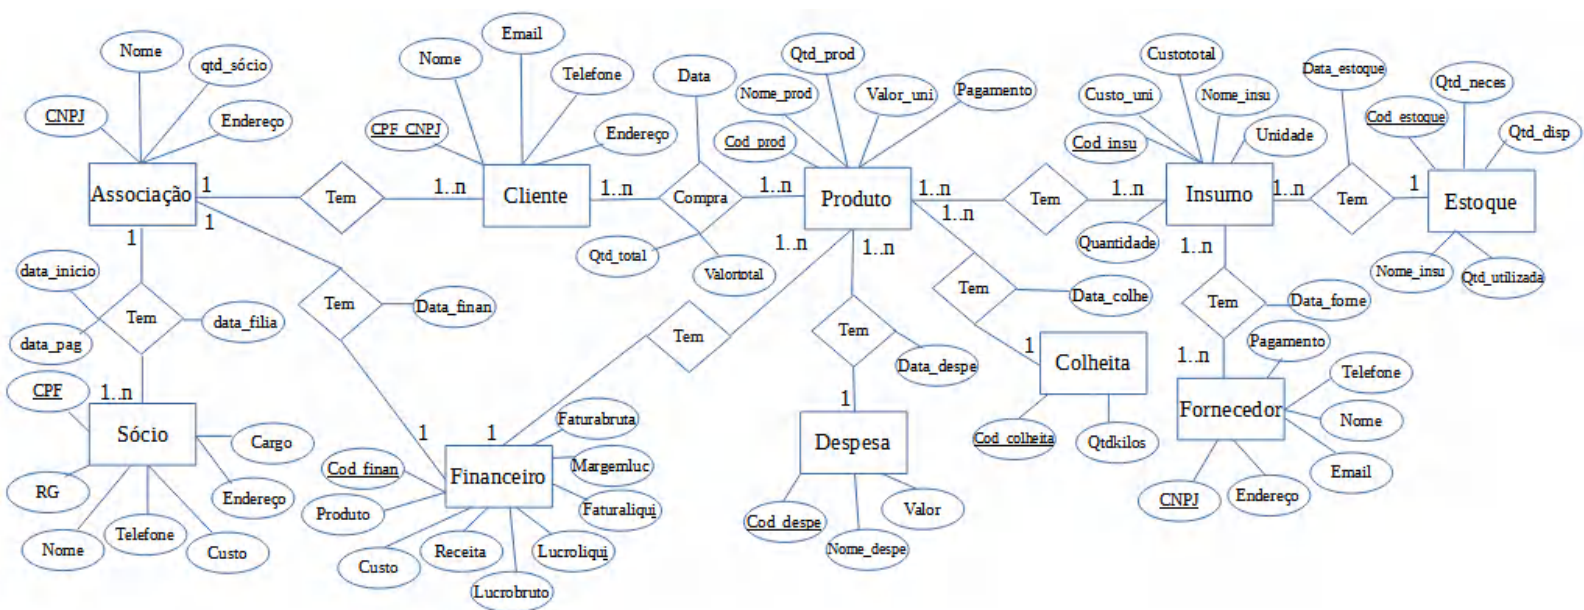 Nome
qtd_sócio
CNPJ
Endereço
Associação
1
1
1
Tem
1..n
Nome
Email
Telefone
CPF_CNPJ
Endereço
Cliente
1..n
Data
Compra
Qtd_total
Valortotal
1..n
Qtd_prod
Nome_prod
Valor_uni
Pagamento
Cod_prod
Produto
1..n
1..n
1..n
1..n
Tem
1..n
Custototal
Custo_uni
Nome_insu
Cod_insu
Unidade
Insumo
Quantidade
1..n
1..n
Data_estoque
Tem
1
Qtd_neces
Cod_estoque
Qtd_disp
Estoque
Nome_insu
Qtd_utilizada
data_inicio
Tem
data_filia
data_pag
1..n
CPF
Sócio
Cargo
RG
Endereço
Nome
Telefone
Custo
Tem
Data_finan
1
Tem
1
Financeiro
Cod_finan
Produto
Custo
Receita
Lucrobruto
Lucroliqui
Faturaliqui
Margemluc
Faturabruta
Tem
Data_despe
1
Despesa
Cod_despe
Nome_despe
Valor
Tem
Data_colhe
1
Colheita
Cod_colheita
Qtdkilos
Tem
Data_forne
1..n
Pagamento
Telefone
Fornecedor
Nome
Email
CNPJ
Endereço